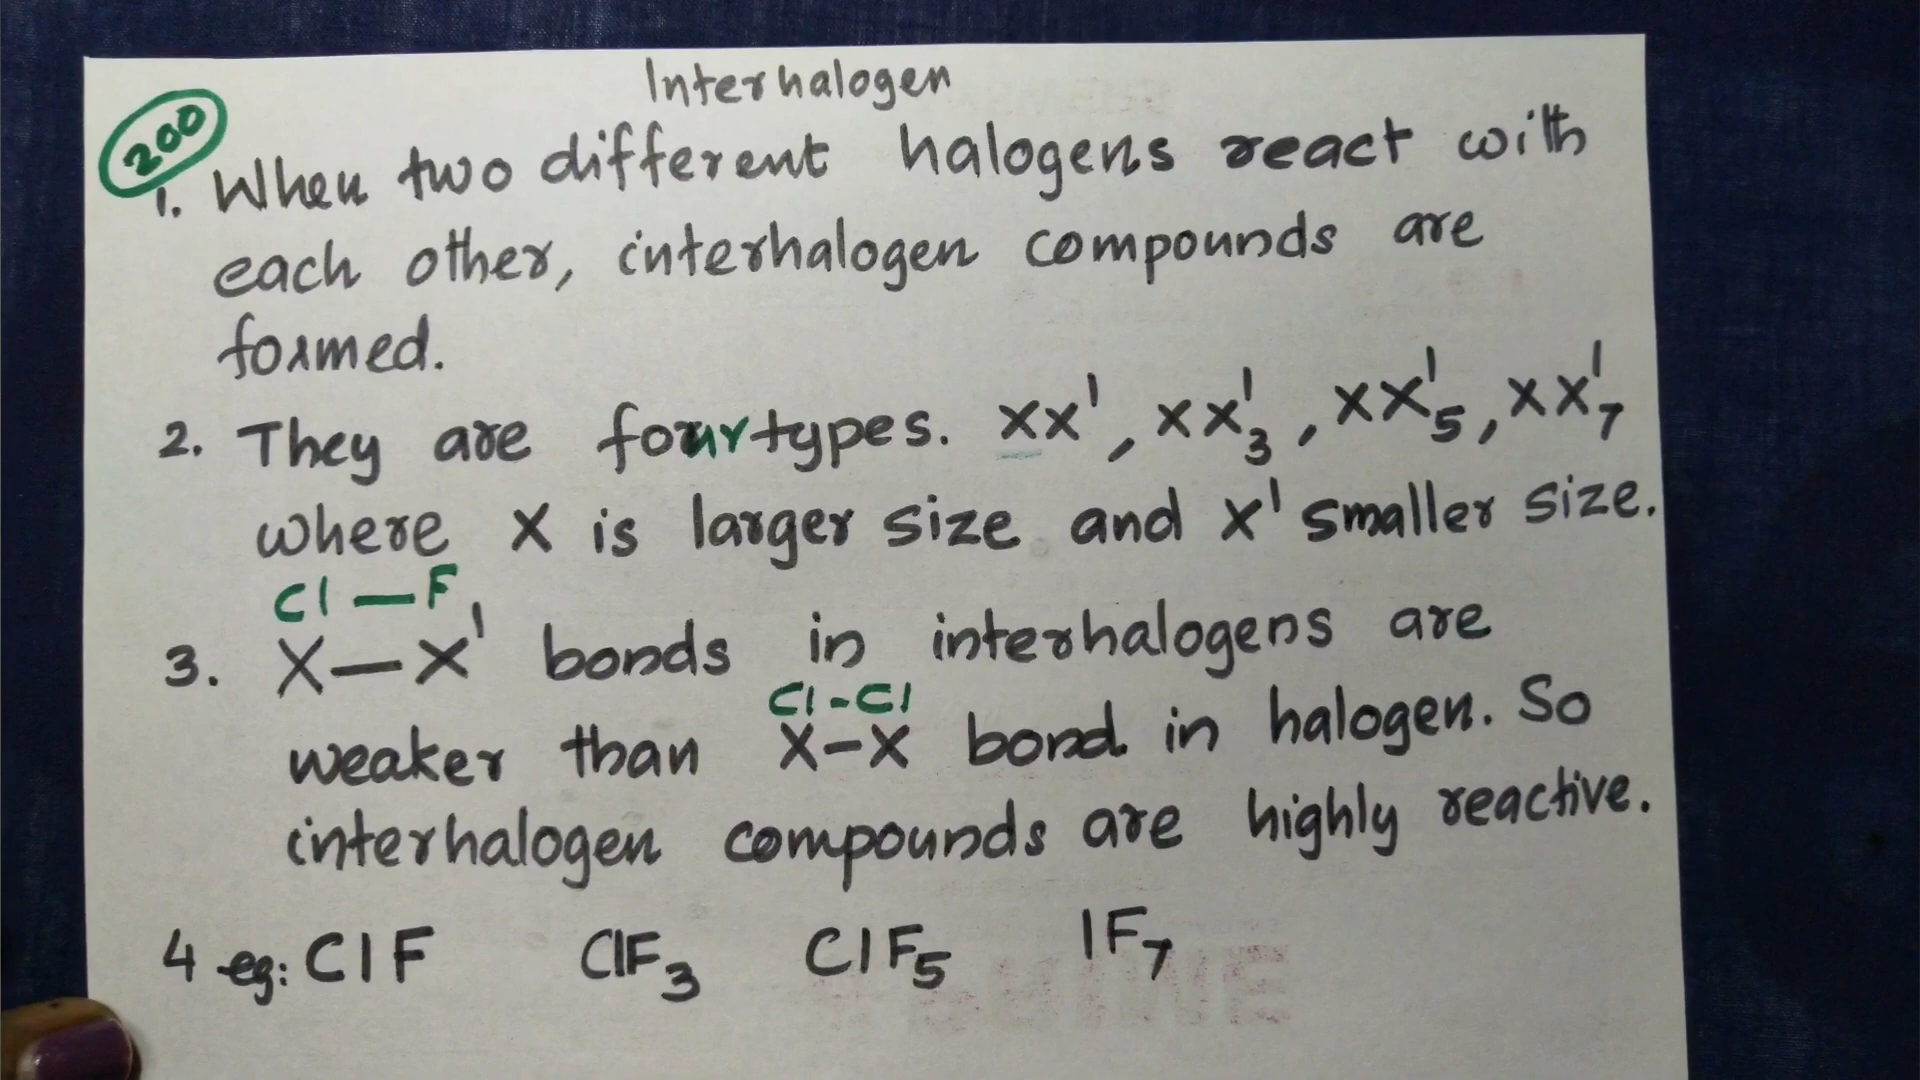 Interhalogen
200
1. When two different halogens react with
each other, interhalogen compounds are
formed.
2. They are four types. XX', XX'₃, XX'₅, XX'₇
where X is larger size and X' smaller size.
Cl — F
3. X — X' bonds in interhalogens are
Cl - Cl
weaker than X – X bond in halogen. So
interhalogen compounds are highly reactive.
4 eg: ClF ClF₃ ClF₅ IF₇